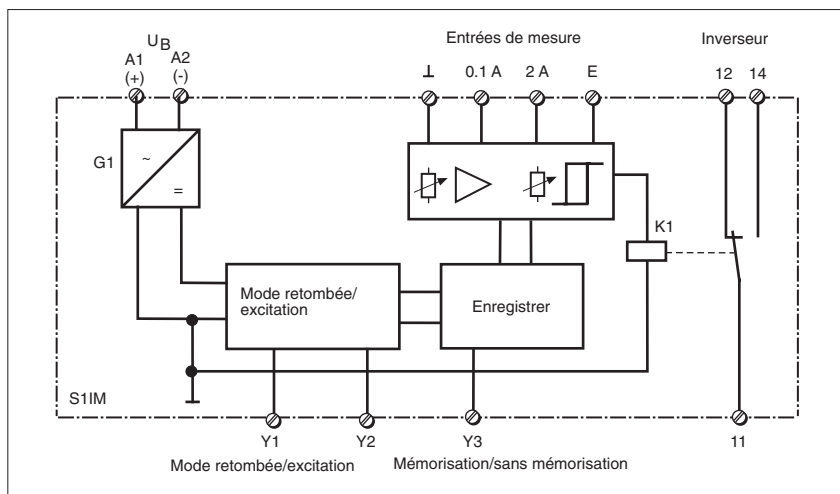 U_B
Entrées de mesure
Inverseur
A1
(+)
A2
(-)
⊥
0.1 A
2 A
E
12
14
G1
~
=
K1
Mode retombée/
excitation
Enregistrer
S1IM
Y1
Y2
Y3
11
Mode retombée/excitation
Mémorisation/sans mémorisation